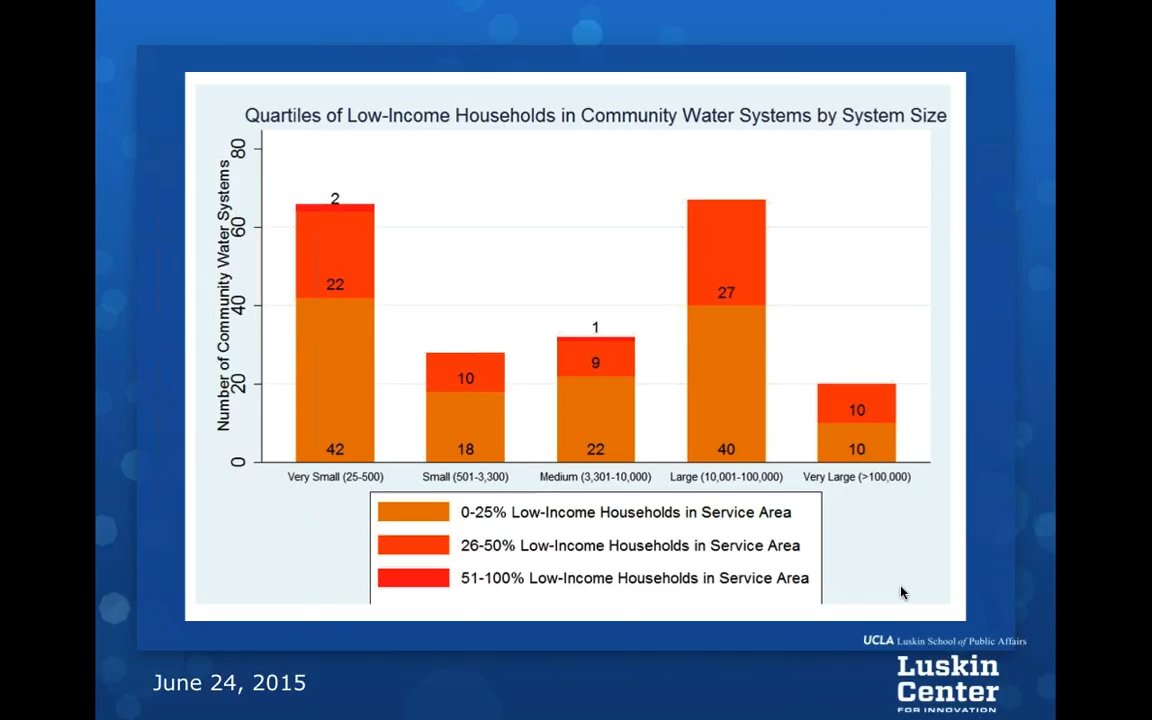 Quartiles of Low-Income Households in Community Water Systems by System Size
Number of Community Water Systems
80
60
40
20
0
2
22
42
10
18
1
9
22
27
40
10
10
Very Small (25-500)
Small (501-3,300)
Medium (3,301-10,000)
Large (10,001-100,000)
Very Large (>100,000)
0-25% Low-Income Households in Service Area
26-50% Low-Income Households in Service Area
51-100% Low-Income Households in Service Area
UCLA Luskin School of Public Affairs
June 24, 2015
Luskin
Center
FOR INNOVATION